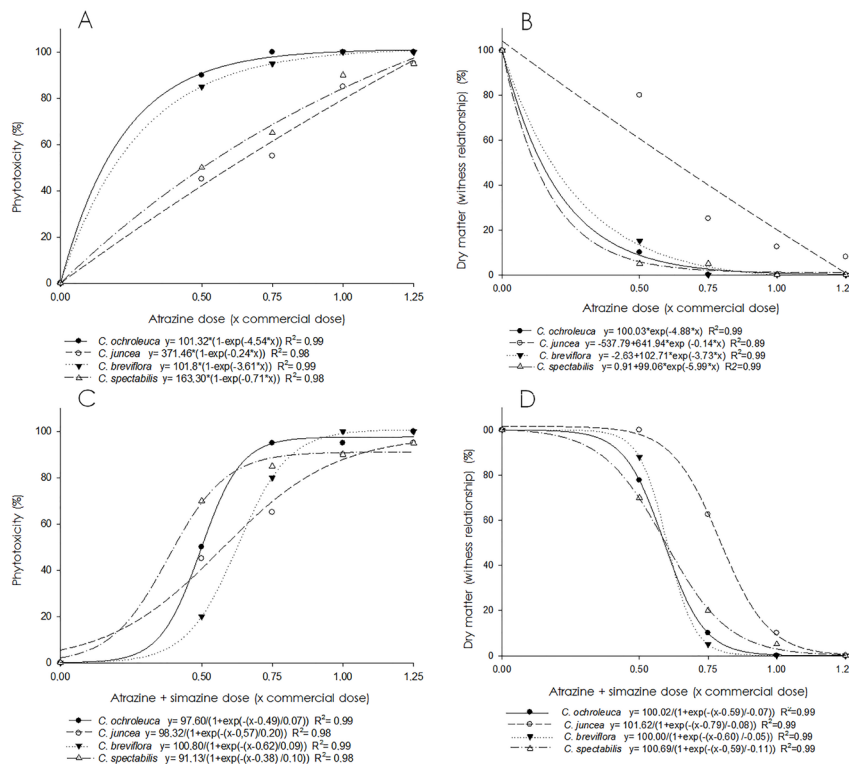 A
100
80
60
40
20
0
Phytotoxicity (%)
0.00 0.50 0.75 1.00 1.25
Atrazine dose (x commercial dose)
C. ochroleuca y= 101.32*(1-exp(-4,54*x)) R²= 0.99
C. juncea y= 371.46*(1-exp(-0.24*x)) R²= 0.98
C. breviflora y= 101.8*(1-exp(-3.61*x)) R²= 0.99
C. spectabilis y= 163,30*(1-exp(-0.71*x)) R²= 0.98
B
100
80
60
40
20
0
Dry matter (witness relationship) (%)
0.00 0.50 0.75 1.00 1.25
Atrazine dose (x commercial dose)
C. ochroleuca y= 100.03*exp(-4.88*x) R²=0.99
C. juncea y= -537.79+641.94*exp (-0.14*x) R²=0.89
C. breviflora y= -2.63+102.71*exp(-3.73*x) R²=0.99
C. spectabilis y= 0.91+99.06*exp(-5.99*x) R2=0.99
C
100
80
60
40
20
0
Phytotoxicity (%)
0.00 0.50 0.75 1.00 1.25
Atrazine + simazine dose (x commercial dose)
C. ochroleuca y= 97.60/(1+exp(-(x-0.49)/0.07)) R²= 0.99
C. juncea y= 98.32/(1+exp(-(x-0,57)/0.20)) R²= 0.98
C. breviflora y= 100.80/(1+exp(-(x-0.62)/0.09) R²= 0.99
C. spectabilis y= 91.13/(1+exp(-(x-0.38)/0.10)) R²= 0.98
D
100
80
60
40
20
0
Dry matter (witness relationship) (%)
0.00 0.50 0.75 1.00 1.25
Atrazine + simazine dose (x commercial dose)
C. ochroleuca y= 100.02/(1+exp(-(x-0.59)/-0.07)) R²=0.99
C. juncea y= 101.62/(1+exp(-(x-0.79)/-0.08)) R²=0.99
C. breviflora y= 100.00/(1+exp(-(x-0.60) /-0.05)) R²=0.99
C. spectabilis y= 100,69/(1+exp(-(x-0,59)/-0.11)) R²=0.99